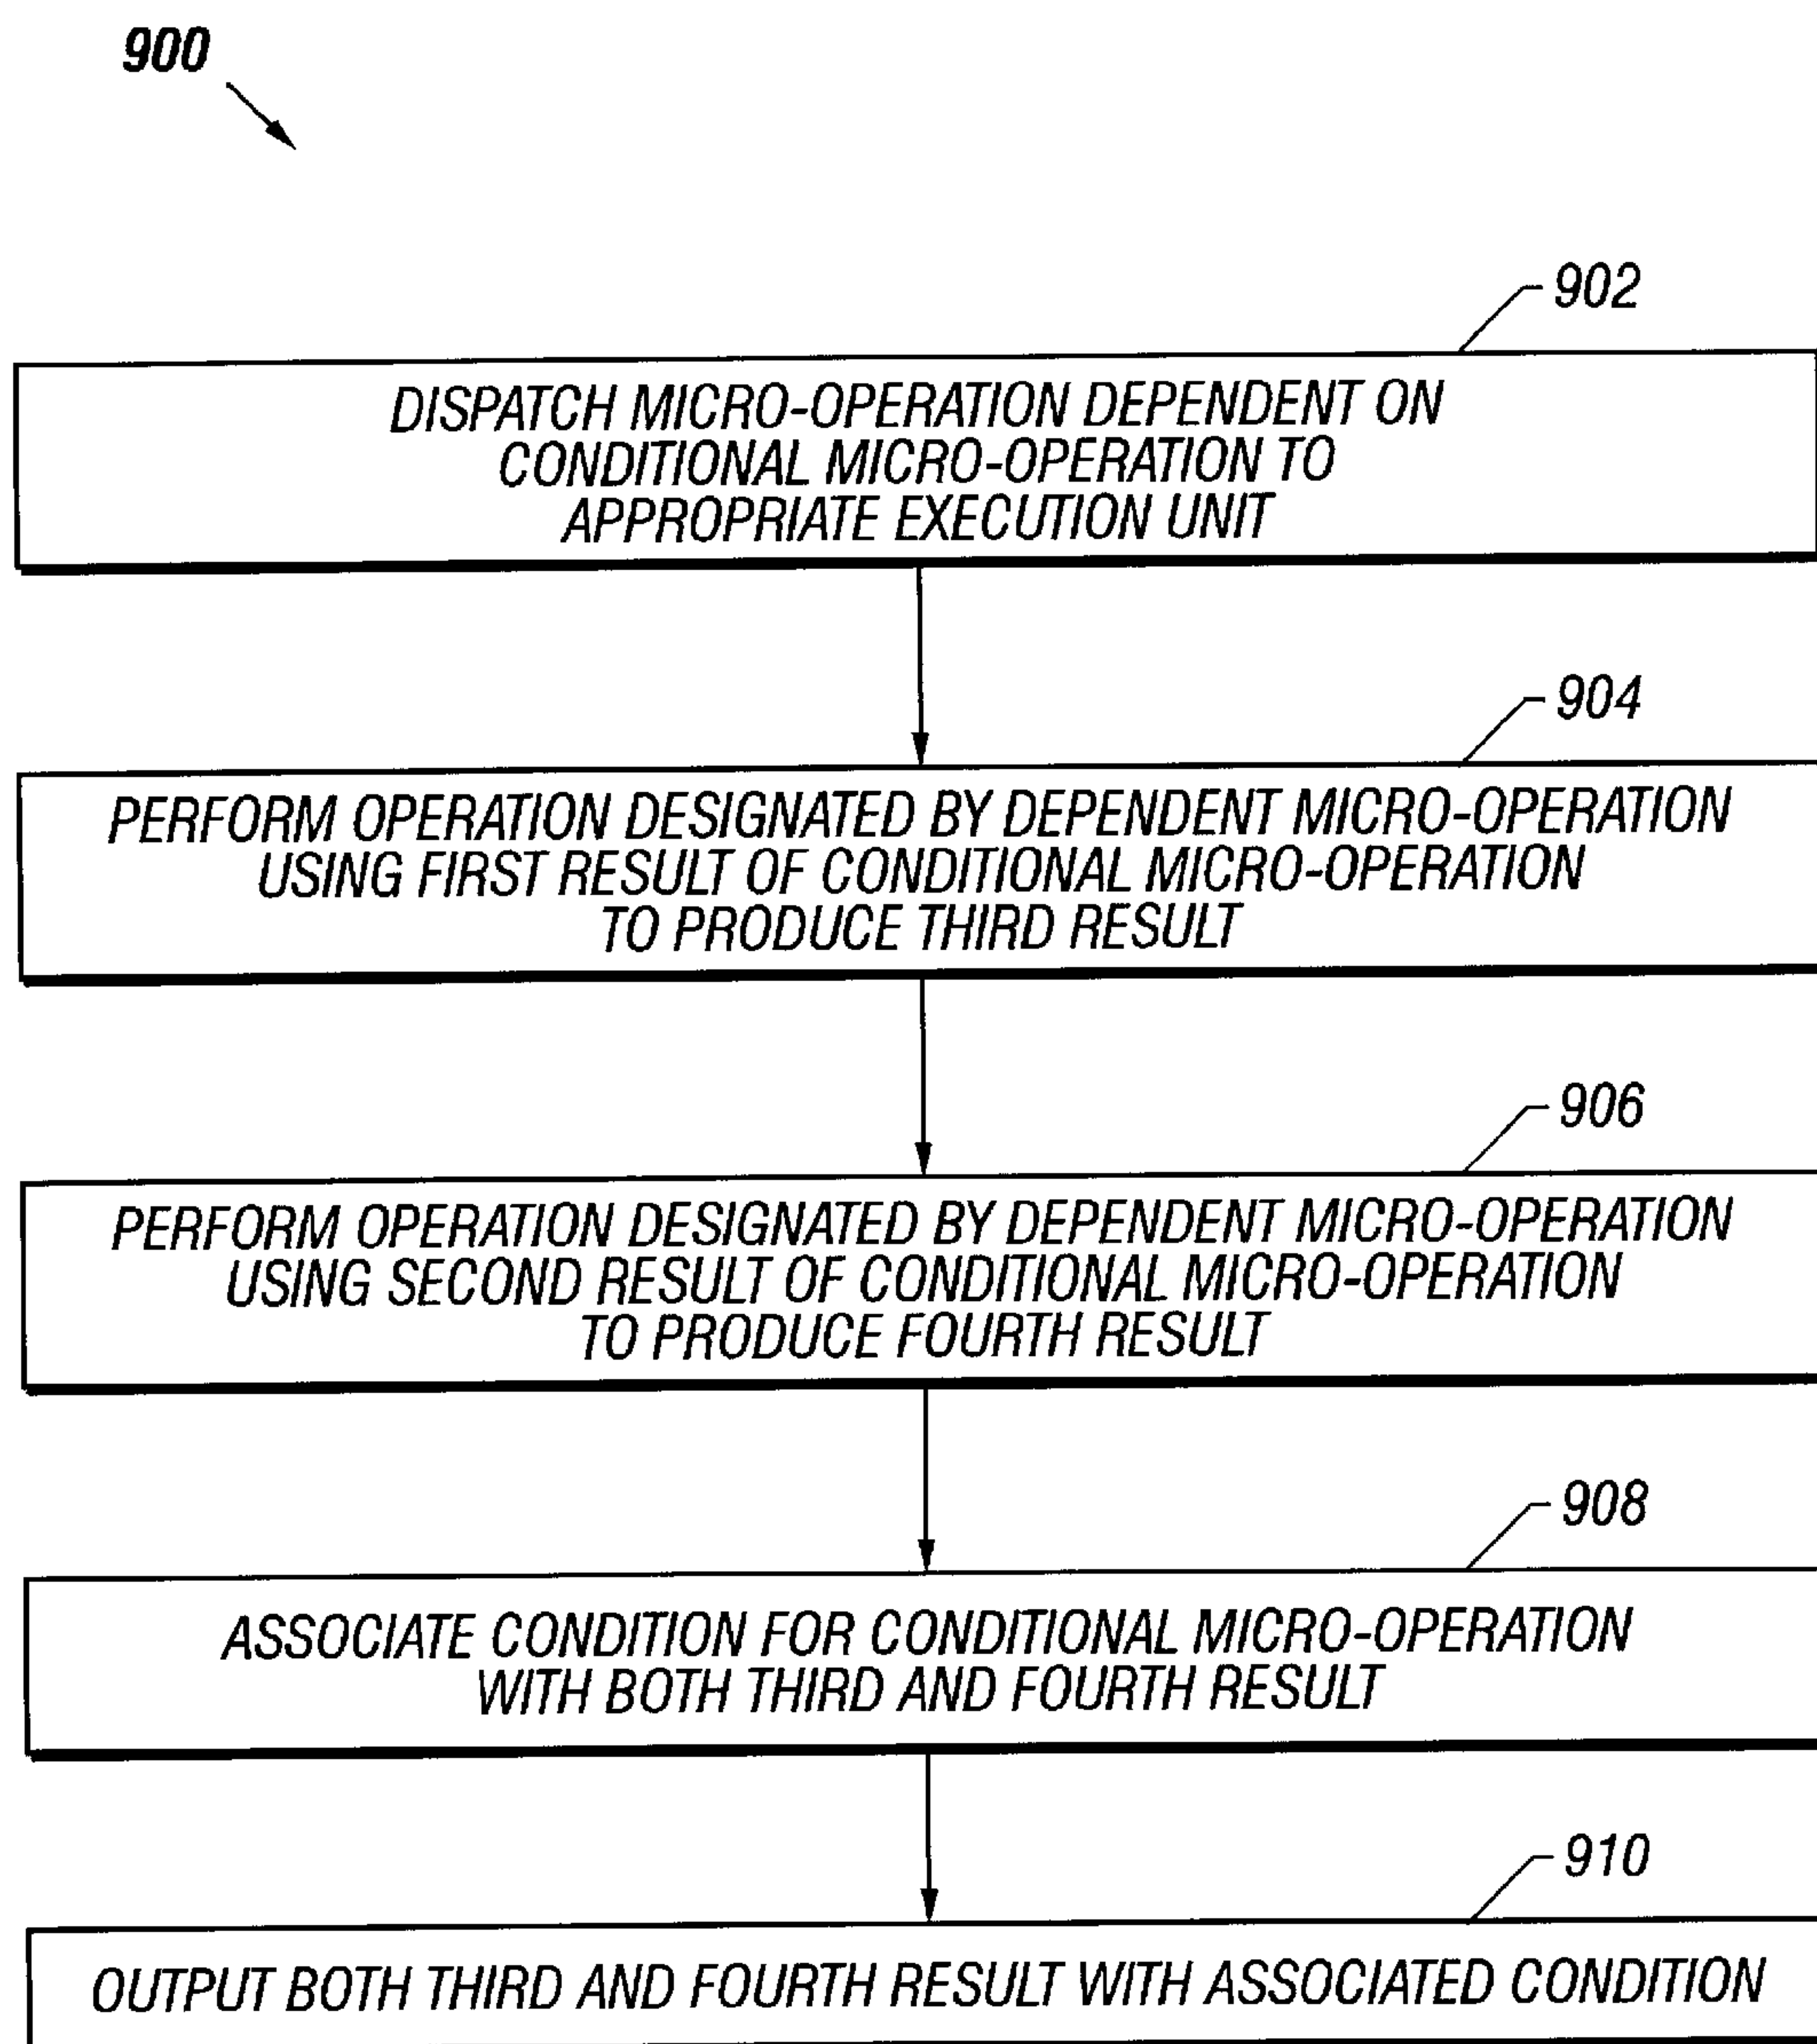 900
902
DISPATCH MICRO-OPERATION DEPENDENT ON
CONDITIONAL MICRO-OPERATION TO
APPROPRIATE EXECUTION UNIT
904
PERFORM OPERATION DESIGNATED BY DEPENDENT MICRO-OPERATION
USING FIRST RESULT OF CONDITIONAL MICRO-OPERATION
TO PRODUCE THIRD RESULT
906
PERFORM OPERATION DESIGNATED BY DEPENDENT MICRO-OPERATION
USING SECOND RESULT OF CONDITIONAL MICRO-OPERATION
TO PRODUCE FOURTH RESULT
908
ASSOCIATE CONDITION FOR CONDITIONAL MICRO-OPERATION
WITH BOTH THIRD AND FOURTH RESULT
910
OUTPUT BOTH THIRD AND FOURTH RESULT WITH ASSOCIATED CONDITION